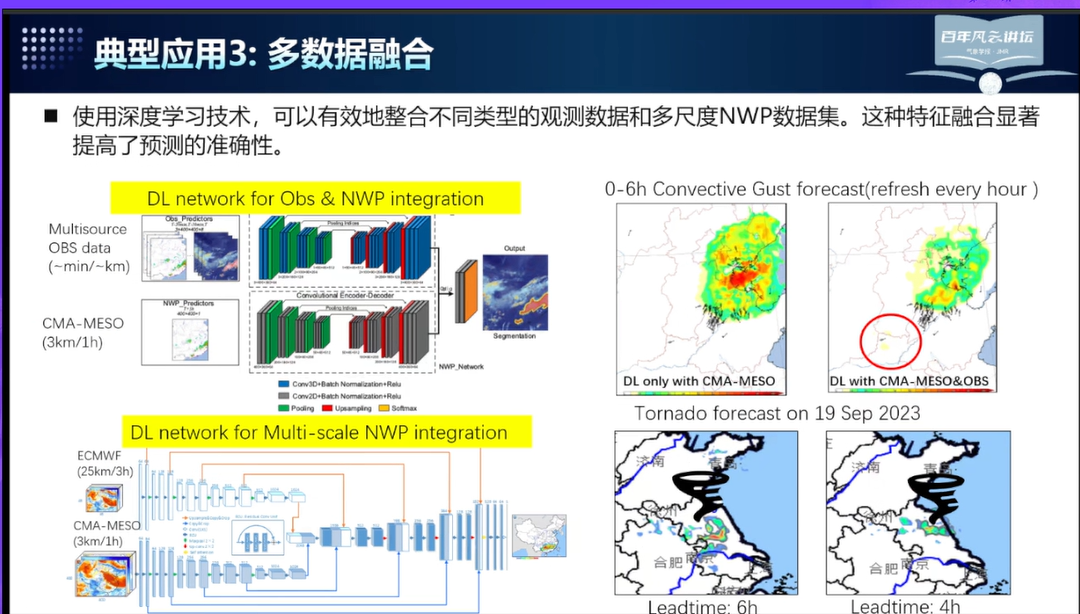 典型应用3: 多数据融合
百年风云讲坛
■ 使用深度学习技术，可以有效地整合不同类型的观测数据和多尺度NWP数据集。这种特征融合显著
提高了预测的准确性。
DL network for Obs & NWP integration
Multisource
OBS data
(~min/~km)
Obs_Predictors
Pooling Indices
Output
CMA-MESO
(3km/1h)
NWP_Predictors
Convolutional Encoder-Decoder
Pooling Indices
Segmentation
NWP_Network
Conv3D+Batch Normalization+Relu
Conv2D+Batch Normalization+Relu
Pooling
Upsampling
Softmax
DL network for Multi-scale NWP integration
ECMWF
(25km/3h)
CMA-MESO
(3km/1h)
0-6h Convective Gust forecast(refresh every hour )
DL only with CMA-MESO
DL with CMA-MESO&OBS
Tornado forecast on 19 Sep 2023
济南
青岛
合肥
南京
济南
青岛
合肥
南京
Leadtime: 6h
Leadtime: 4h